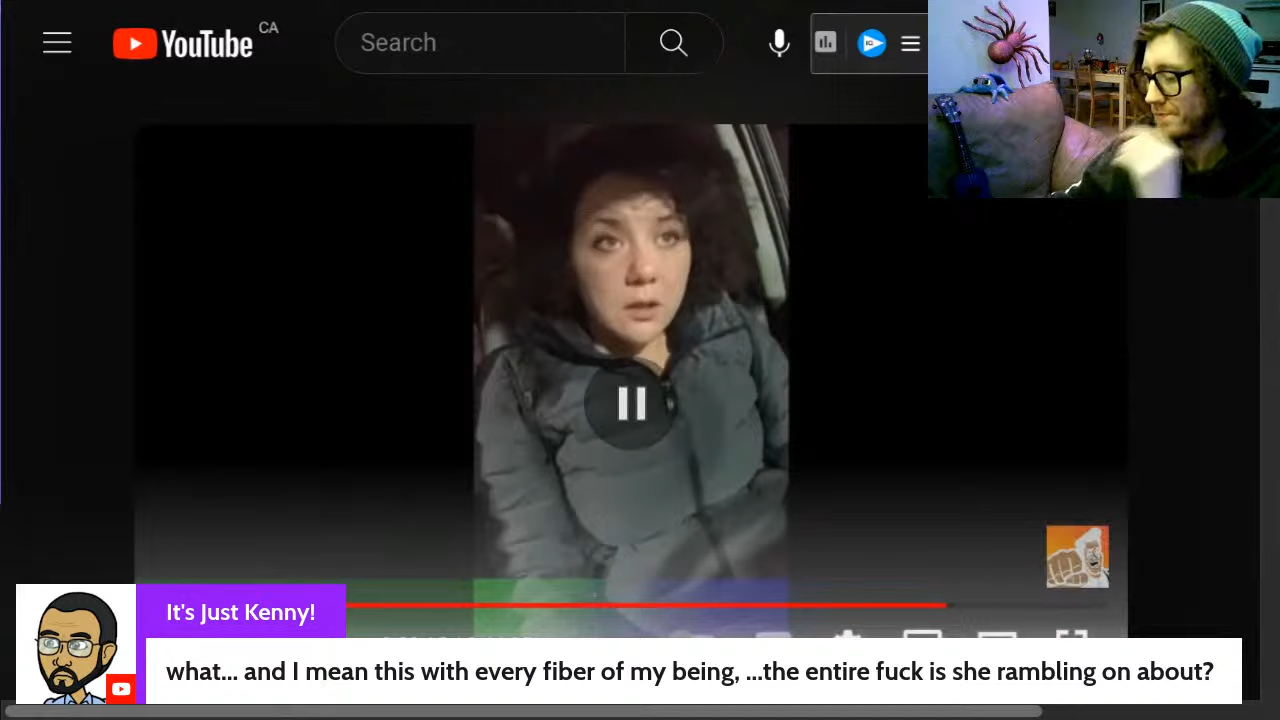 YouTube CA
Search
IQ
It's Just Kenny!
what... and I mean this with every fiber of my being, ...the entire fuck is she rambling on about?